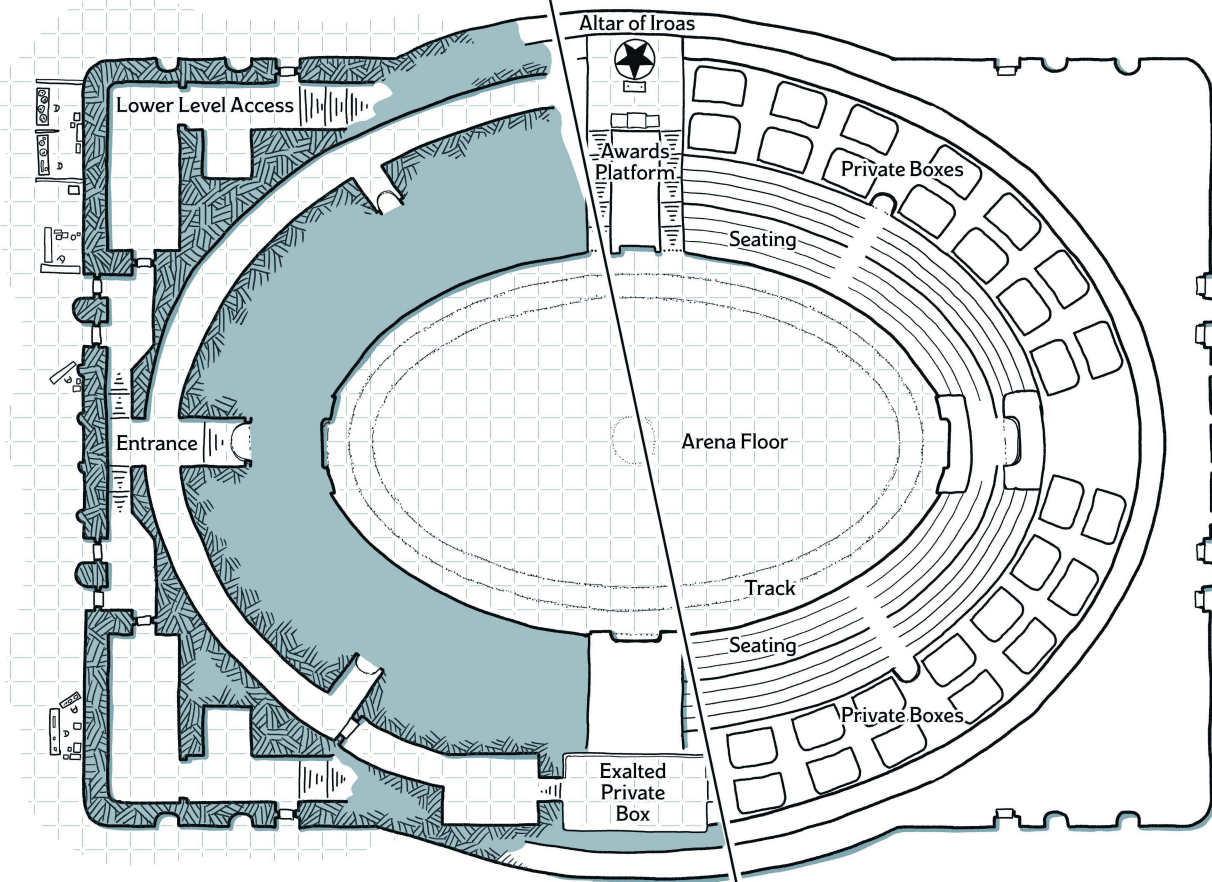 Altar of Iroas
Lower Level Access
Awards
Platform
Private Boxes
Seating
Entrance
Arena Floor
Track
Seating
Private Boxes
Exalted
Private
Box